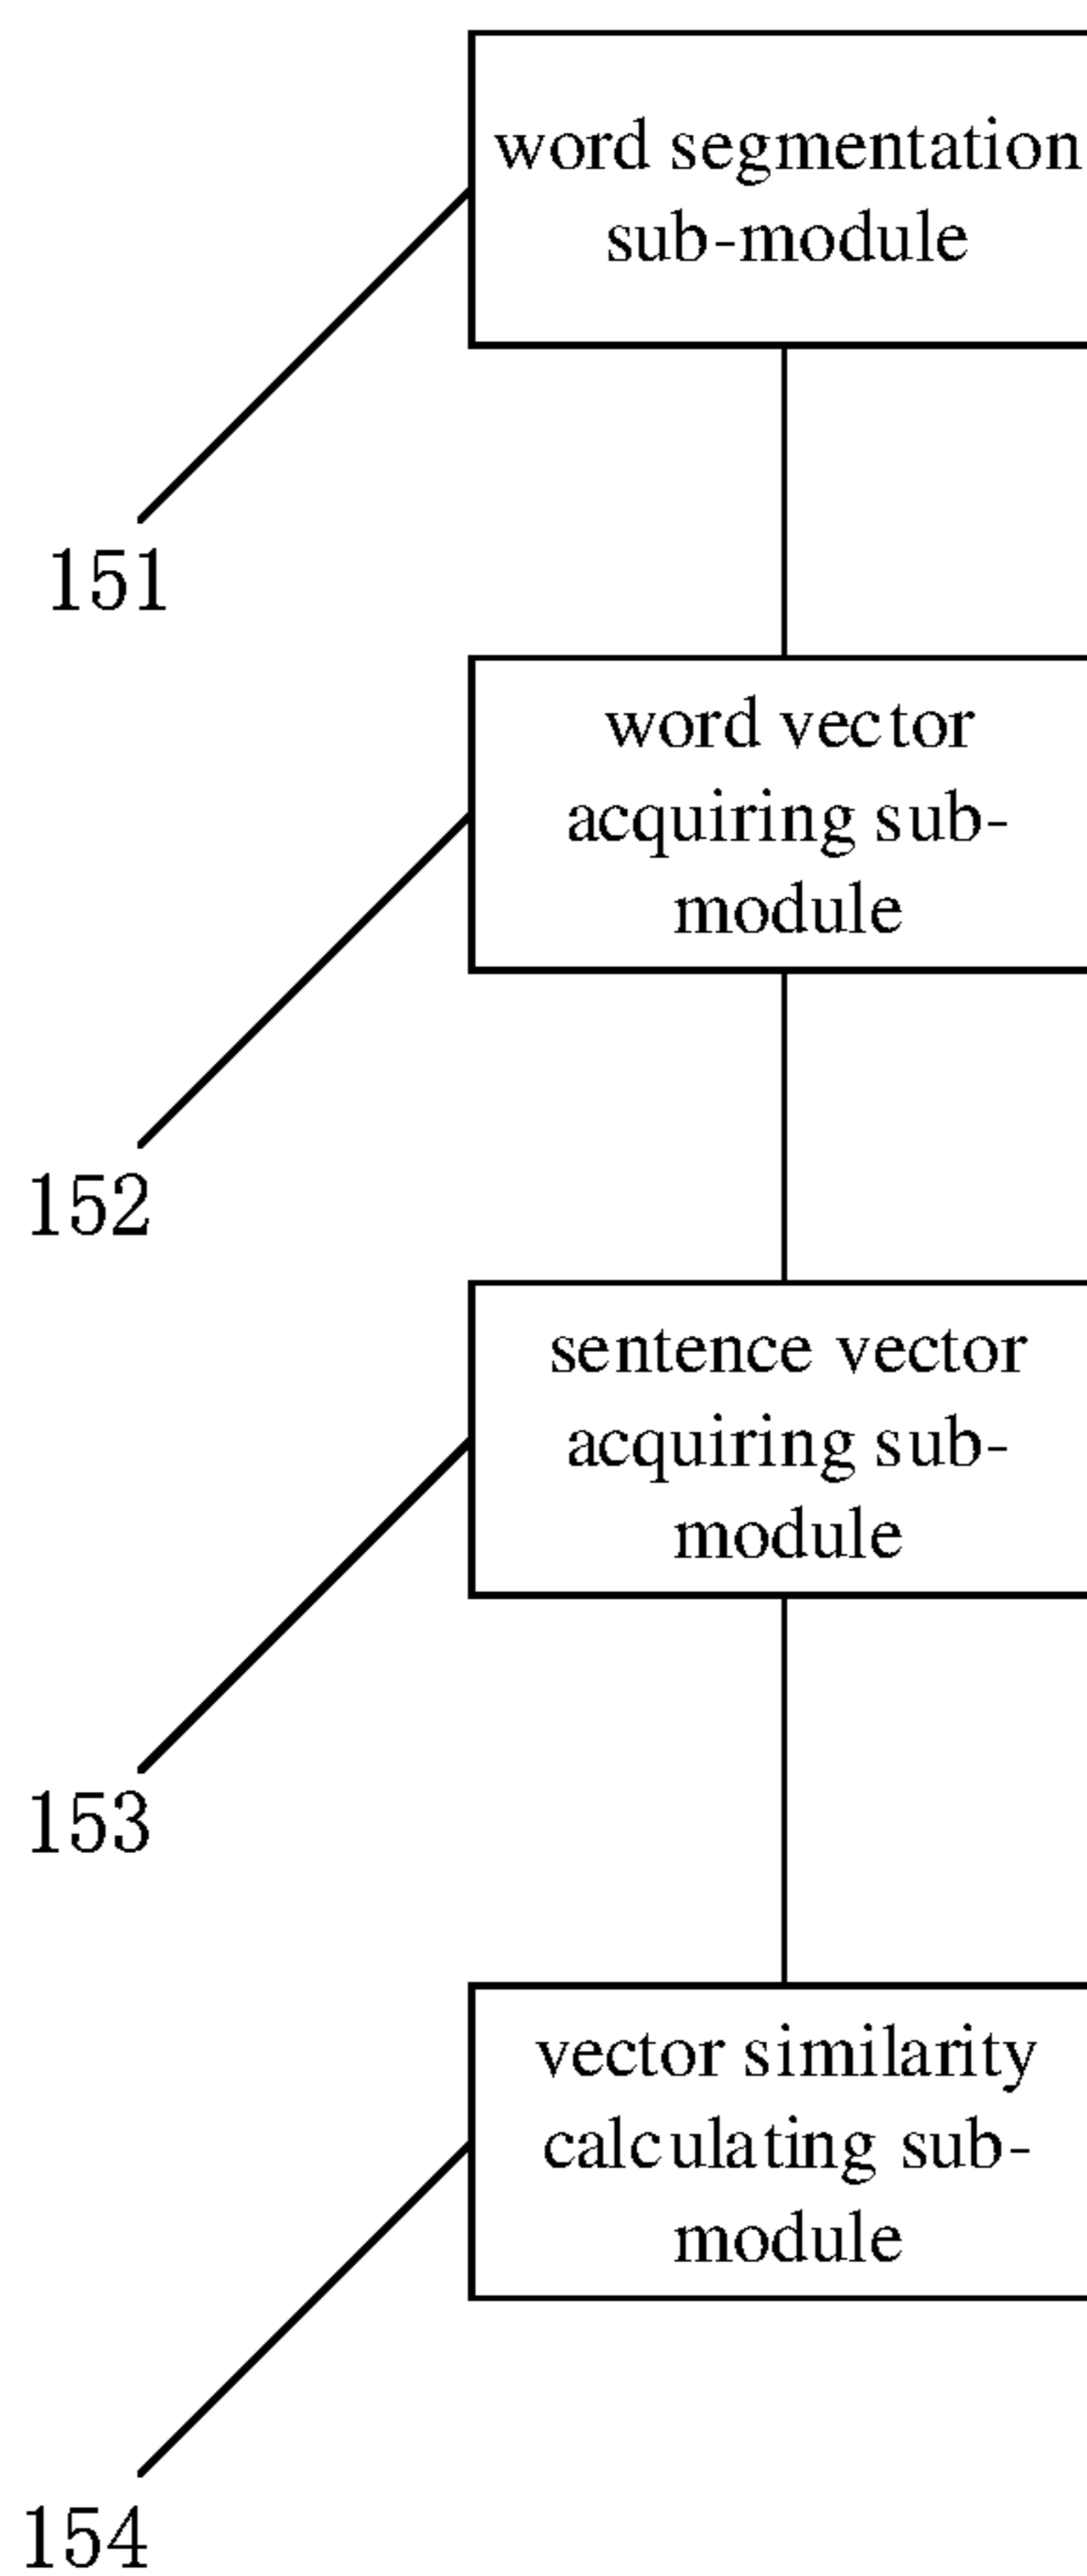 word segmentation
sub-module
151
word vector
acquiring sub-
module
152
sentence vector
acquiring sub-
module
153
vector similarity
calculating sub-
module
154